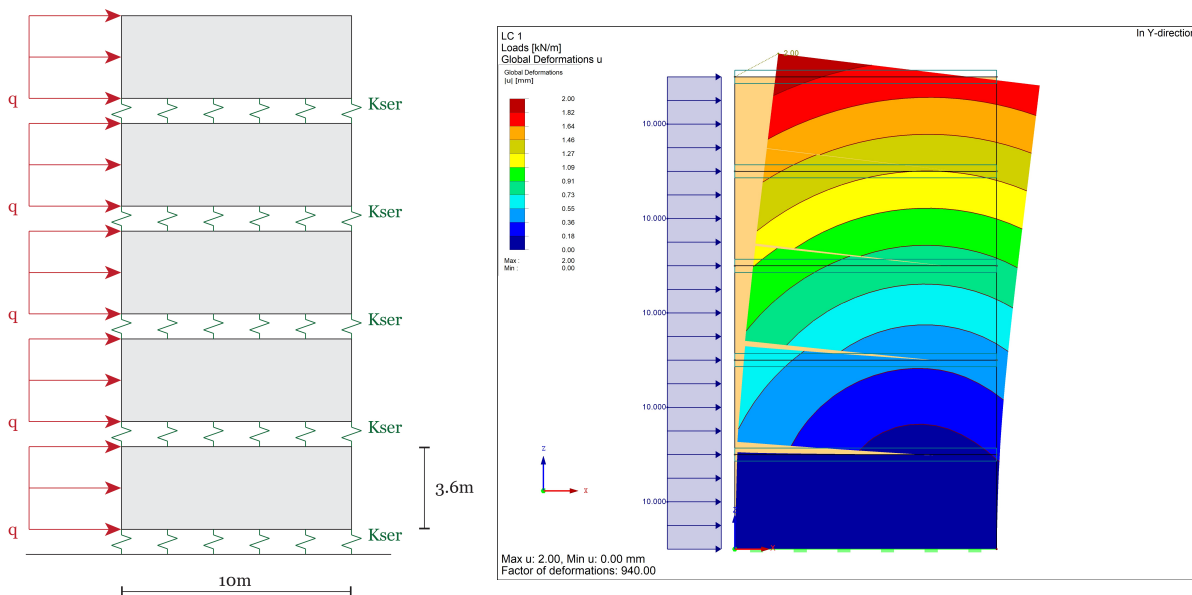 q
Kser
q
Kser
q
Kser
q
Kser
q
Kser
3.6m
10m
LC 1
Loads [kN/m]
Global Deformations u
In Y-direction
Global Deformations
|u| [mm]
2.00
1.82
1.64
1.46
1.27
1.09
0.91
0.73
0.55
0.36
0.18
0.00
Max : 2.00
Min : 0.00
2.00
10.000
10.000
10.000
10.000
10.000
z
x
Z
X
Max u: 2.00, Min u: 0.00 mm
Factor of deformations: 940.00